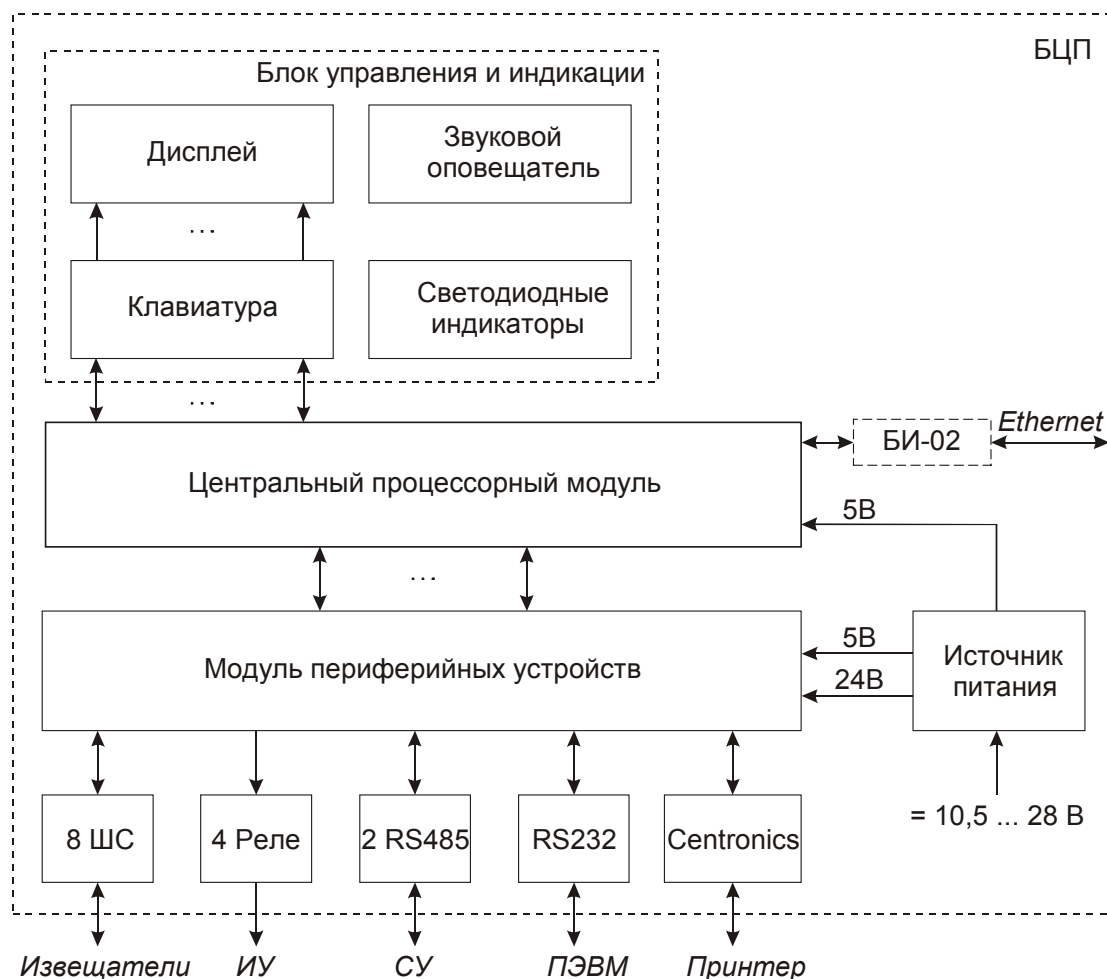 БЦП
Блок управления и индикации
Дисплей
Звуковой
оповещатель
...
Клавиатура
Светодиодные
индикаторы
...
Ethernet
БИ-02
Центральный процессорный модуль
5В
...
Модуль периферийных устройств
5В
24В
Источник
питания
= 10,5 ... 28 В
8 ШС
4 Реле
2 RS485
RS232
Centronics
Извещатели
ИУ
СУ
ПЭВМ
Принтер